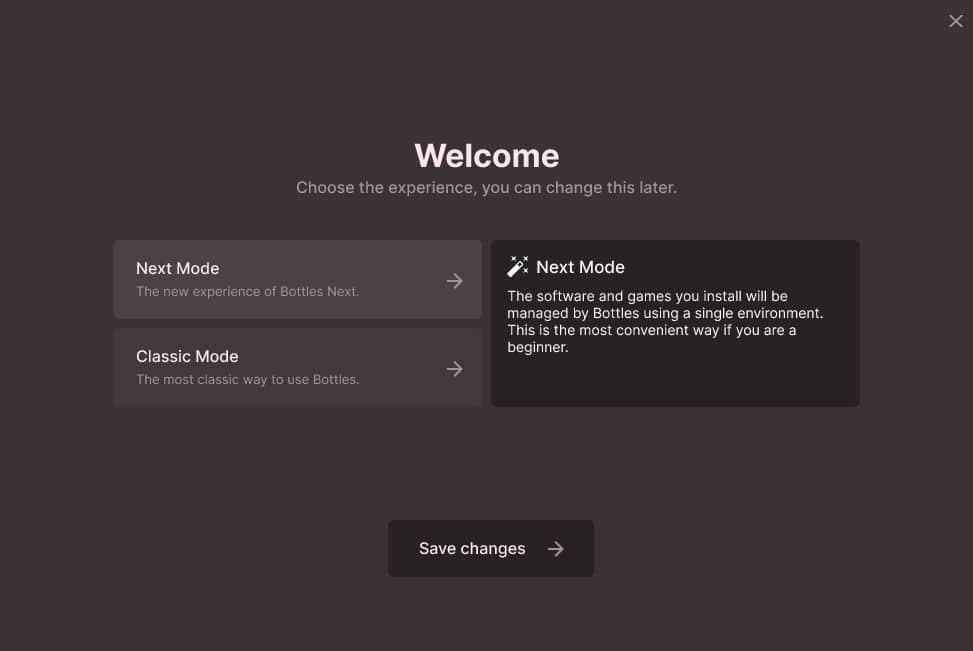 Welcome
Choose the experience, you can change this later.
Next Mode
The new experience of Bottles Next.
Classic Mode
The most classic way to use Bottles.
Next Mode
The software and games you install will be
managed by Bottles using a single environment.
This is the most convenient way if you are a
beginner.
Save changes